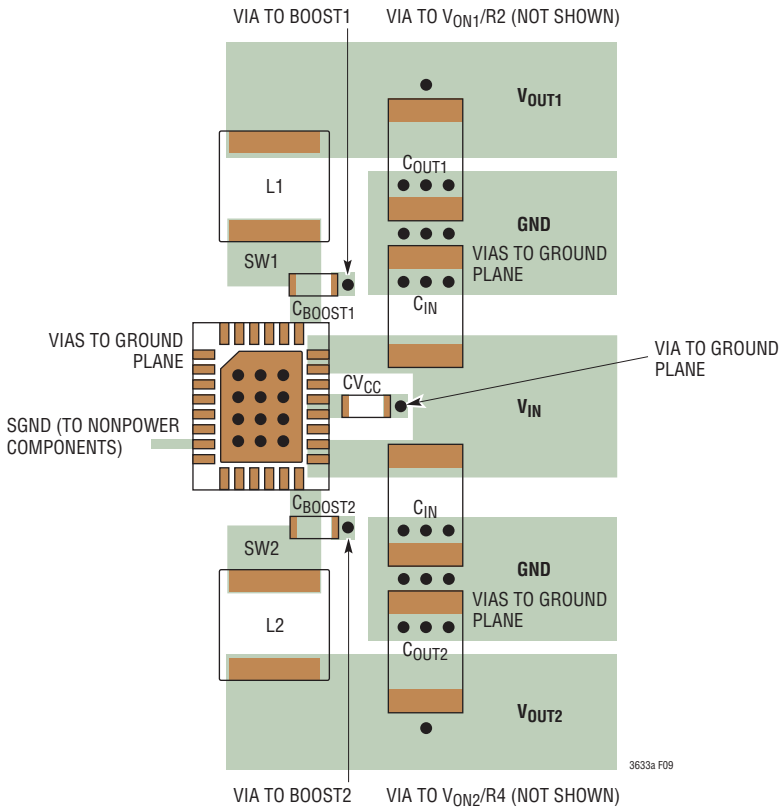 VIA TO BOOST1
VIA TO VON1/R2 (NOT SHOWN)
VOUT1
COUT1
L1
GND
VIAS TO GROUND
PLANE
SW1
CBOOST1
CIN
VIAS TO GROUND
PLANE
VIA TO GROUND
PLANE
CVCC
VIN
SGND (TO NONPOWER
COMPONENTS)
CBOOST2
CIN
SW2
GND
VIAS TO GROUND
PLANE
L2
COUT2
VOUT2
3633a F09
VIA TO BOOST2
VIA TO VON2/R4 (NOT SHOWN)